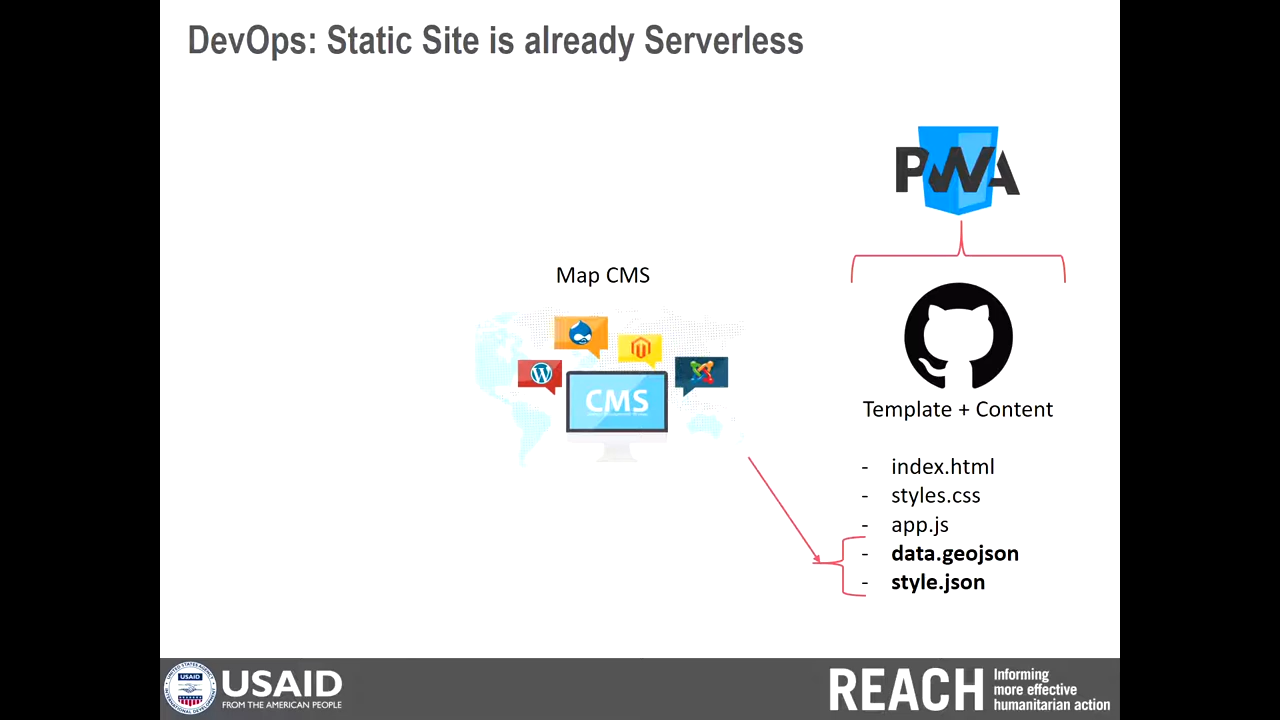 DevOps: Static Site is already Serverless
PWA
Map CMS
CMS
Template + Content
- index.html
- styles.css
- app.js
- data.geojson
- style.json
USAID
USAID
FROM THE AMERICAN PEOPLE
REACH
Informing
more effective
humanitarian action